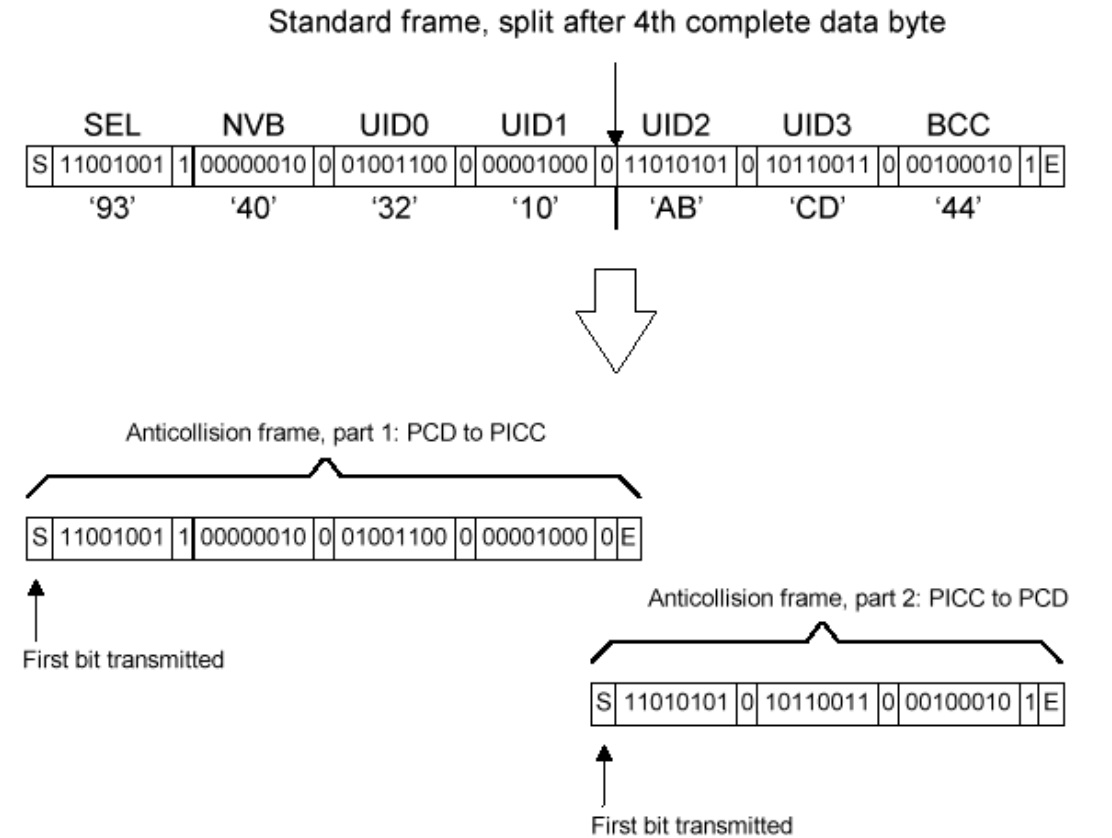 Standard frame, split after 4th complete data byte
SEL NVB UID0 UID1 UID2 UID3 BCC
S 11001001 1 00000010 0 01001100 0 00001000 0 11010101 0 10110011 0 00100010 1 E
‘93’ ‘40’ ‘32’ ‘10’ ‘AB’ ‘CD’ ‘44’
Anticollision frame, part 1: PCD to PICC
S 11001001 1 00000010 0 01001100 0 00001000 0 E
First bit transmitted
Anticollision frame, part 2: PICC to PCD
S 11010101 0 10110011 0 00100010 1 E
First bit transmitted